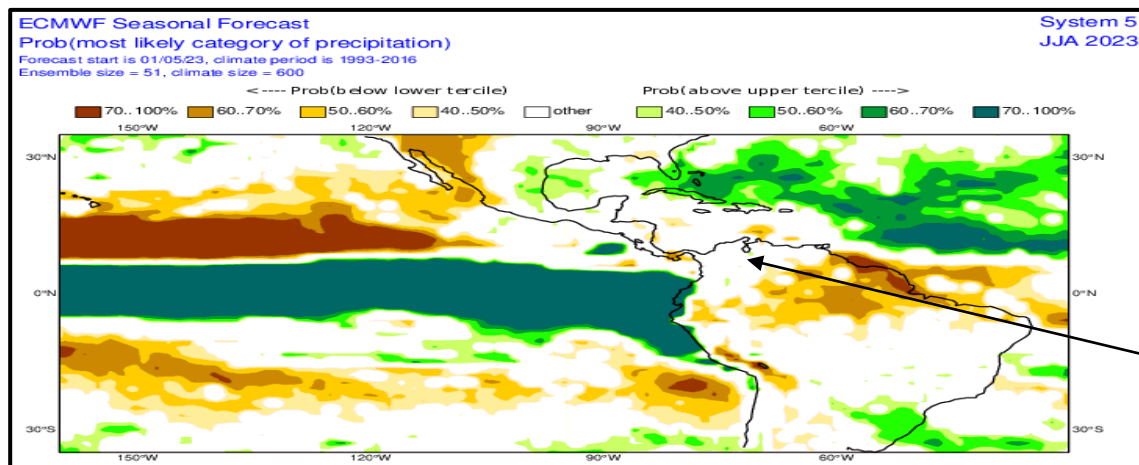 ECMWF Seasonal Forecast System 5
Prob(most likely category of precipitation) JJA 2023
Forecast start is 01/05/23, climate period is 1993-2016
Ensemble size = 51, climate size = 600
<---- Prob(below lower tercile) Prob(above upper tercile) ---->
70..100% 60..70% 50..60% 40..50% other 40..50% 50..60% 60..70% 70..100%
150°W 120°W 90°W 60°W
30°N 30°N
0°N 0°N
30°S 30°S
150°W 120°W 90°W 60°W